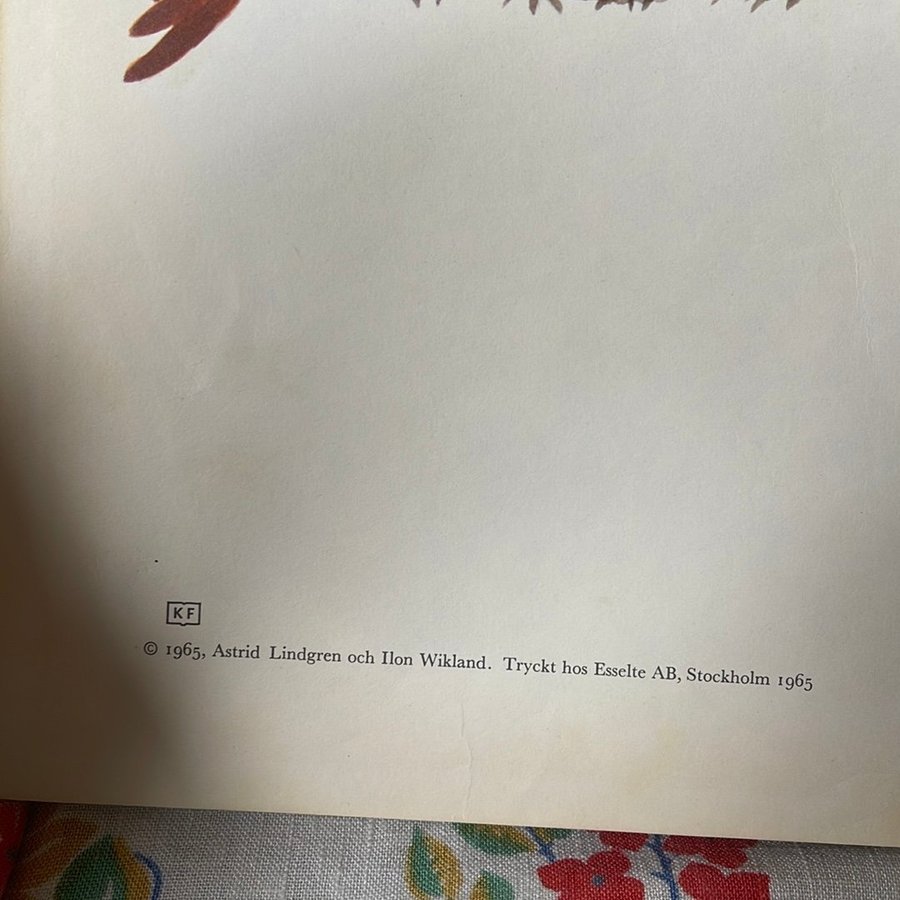 KF
© 1965, Astrid Lindgren och Ilon Wikland. Tryckt hos Esselte AB, Stockholm 1965